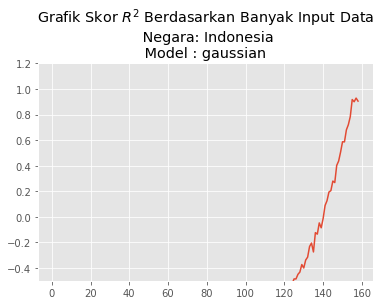 Grafik Skor $R^2$ Berdasarkan Banyak Input Data
Negara: Indonesia
Model : gaussian
1.2
1.0
0.8
0.6
0.4
0.2
0.0
−0.2
−0.4
0 20 40 60 80 100 120 140 160